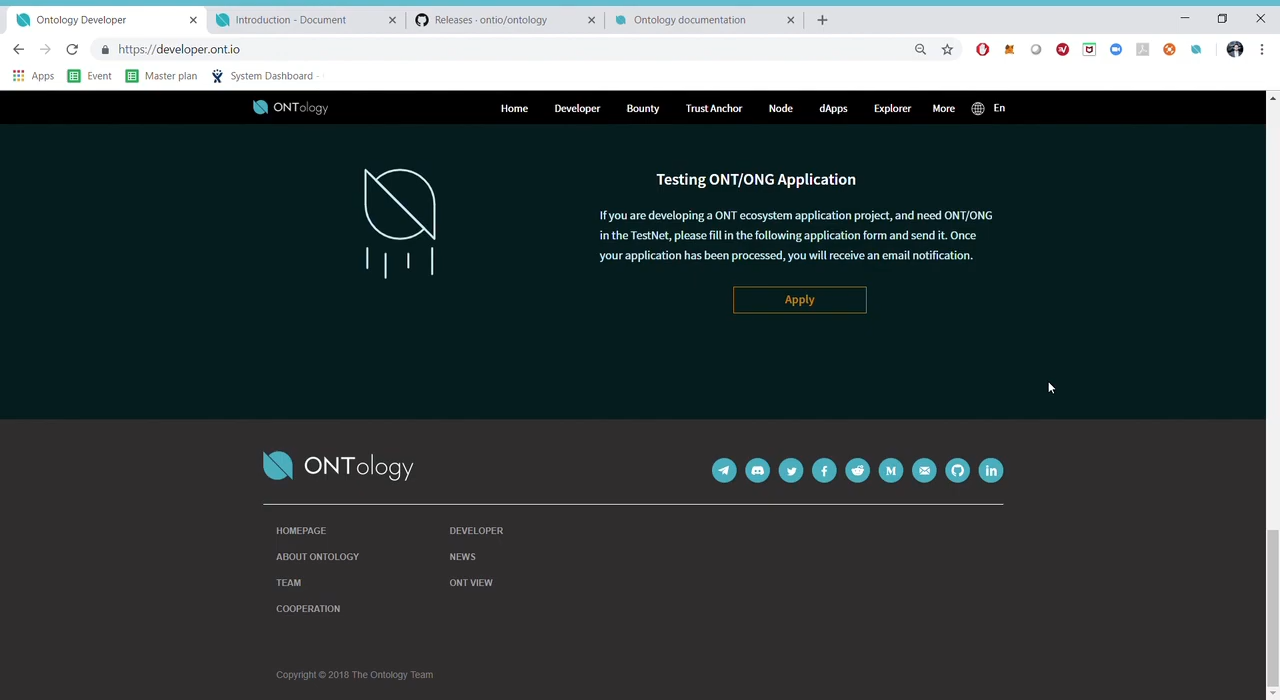 Ontology Developer
Introduction - Document
Releases · ontio/ontology
Ontology documentation
https://developer.ont.io
Apps
Event
Master plan
System Dashboard -
ONTology
Home
Developer
Bounty
Trust Anchor
Node
dApps
Explorer
More
En
Testing ONT/ONG Application
If you are developing a ONT ecosystem application project, and need ONT/ONG
in the TestNet, please fill in the following application form and send it. Once
your application has been processed, you will receive an email notification.
Apply
ONTology
HOMEPAGE
DEVELOPER
ABOUT ONTOLOGY
NEWS
TEAM
ONT VIEW
COOPERATION
Copyright © 2018 The Ontology Team